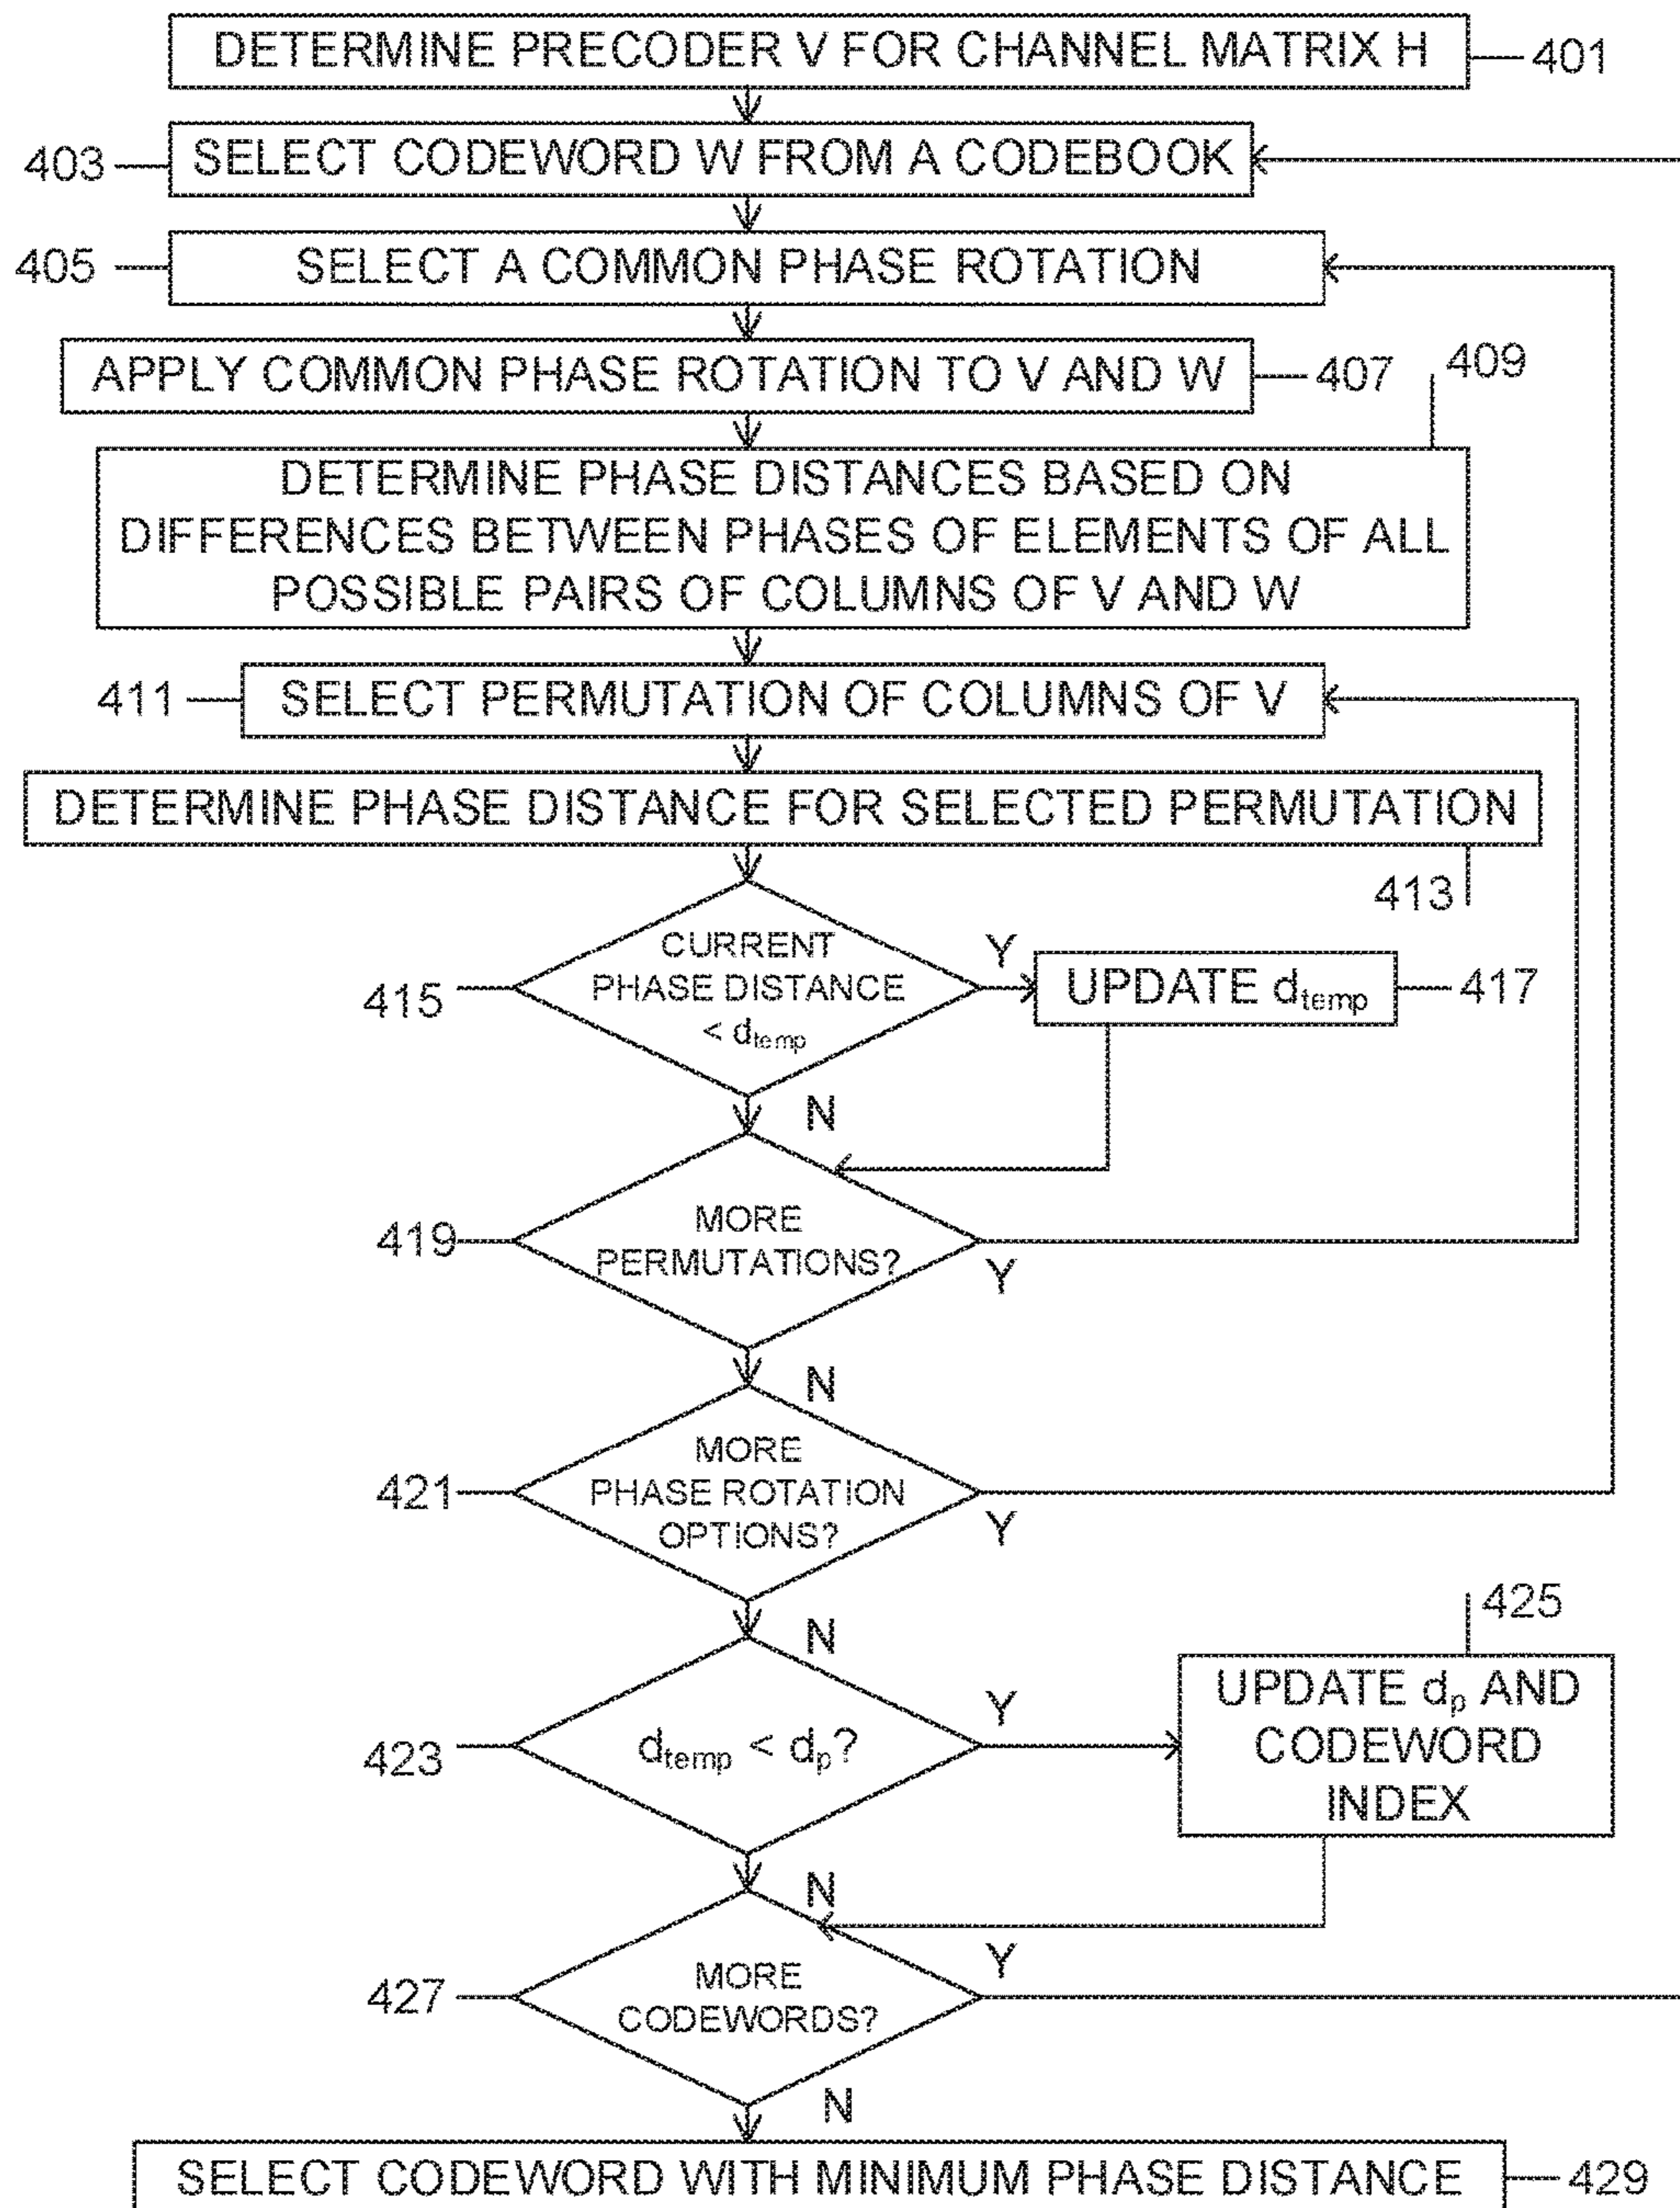 DETERMINE PRECODER V FOR CHANNEL MATRIX H
401
403
SELECT CODEWORD W FROM A CODEBOOK
405
SELECT A COMMON PHASE ROTATION
APPLY COMMON PHASE ROTATION TO V AND W
407
409
DETERMINE PHASE DISTANCES BASED ON
DIFFERENCES BETWEEN PHASES OF ELEMENTS OF ALL
POSSIBLE PAIRS OF COLUMNS OF V AND W
411
SELECT PERMUTATION OF COLUMNS OF V
DETERMINE PHASE DISTANCE FOR SELECTED PERMUTATION
413
415
CURRENT
PHASE DISTANCE
< dtemp
Y
UPDATE dtemp
417
N
419
MORE
PERMUTATIONS?
Y
N
421
MORE
PHASE ROTATION
OPTIONS?
Y
N
423
dtemp < dp?
Y
425
UPDATE dp AND
CODEWORD
INDEX
N
427
MORE
CODEWORDS?
Y
N
SELECT CODEWORD WITH MINIMUM PHASE DISTANCE
429